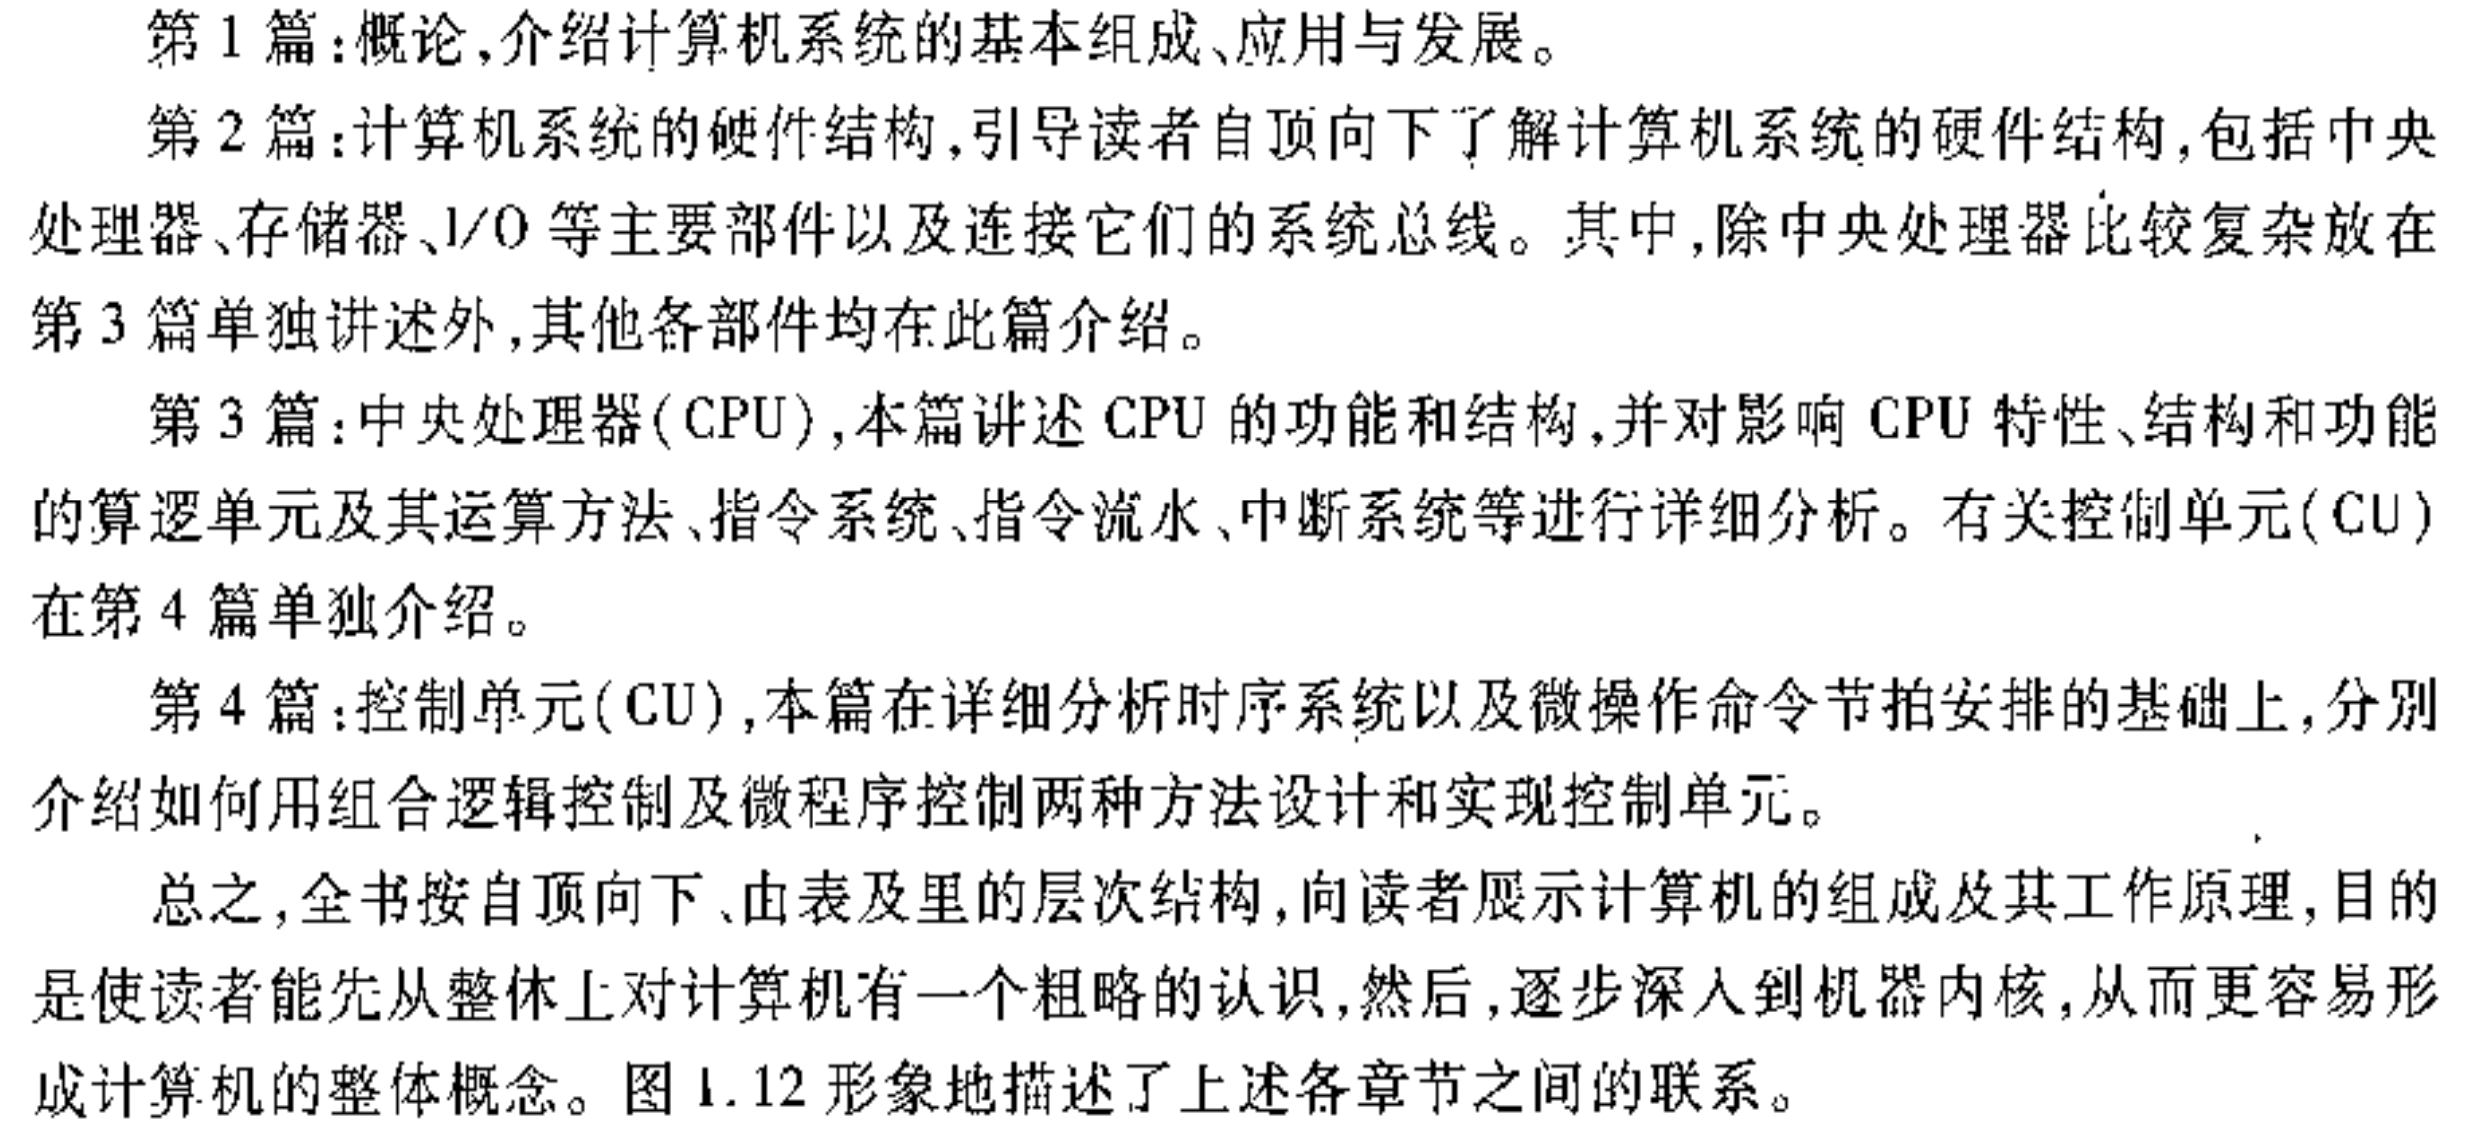 第 1 篇:概论,介绍计算机系统的基本组成、应用与发展。
第 2 篇:计算机系统的硬件结构,引导读者自顶向下了解计算机系统的硬件结构,包括中央
处理器、存储器、I/O 等主要部件以及连接它们的系统总线。其中,除中央处理器比较复杂放在
第 3 篇单独讲述外,其他各部件均在此篇介绍。
第 3 篇:中央处理器(CPU),本篇讲述 CPU 的功能和结构,并对影响 CPU 特性、结构和功能
的算逻单元及其运算方法、指令系统、指令流水、中断系统等进行详细分析。有关控制单元(CU)
在第 4 篇单独介绍。
第 4 篇:控制单元(CU),本篇在详细分析时序系统以及微操作命令节拍安排的基础上,分别
介绍如何用组合逻辑控制及微程序控制两种方法设计和实现控制单元。
总之,全书按自顶向下、由表及里的层次结构,向读者展示计算机的组成及其工作原理,目的
是使读者能先从整体上对计算机有一个粗略的认识,然后,逐步深入到机器内核,从而更容易形
成计算机的整体概念。图 1.12 形象地描述了上述各章节之间的联系。